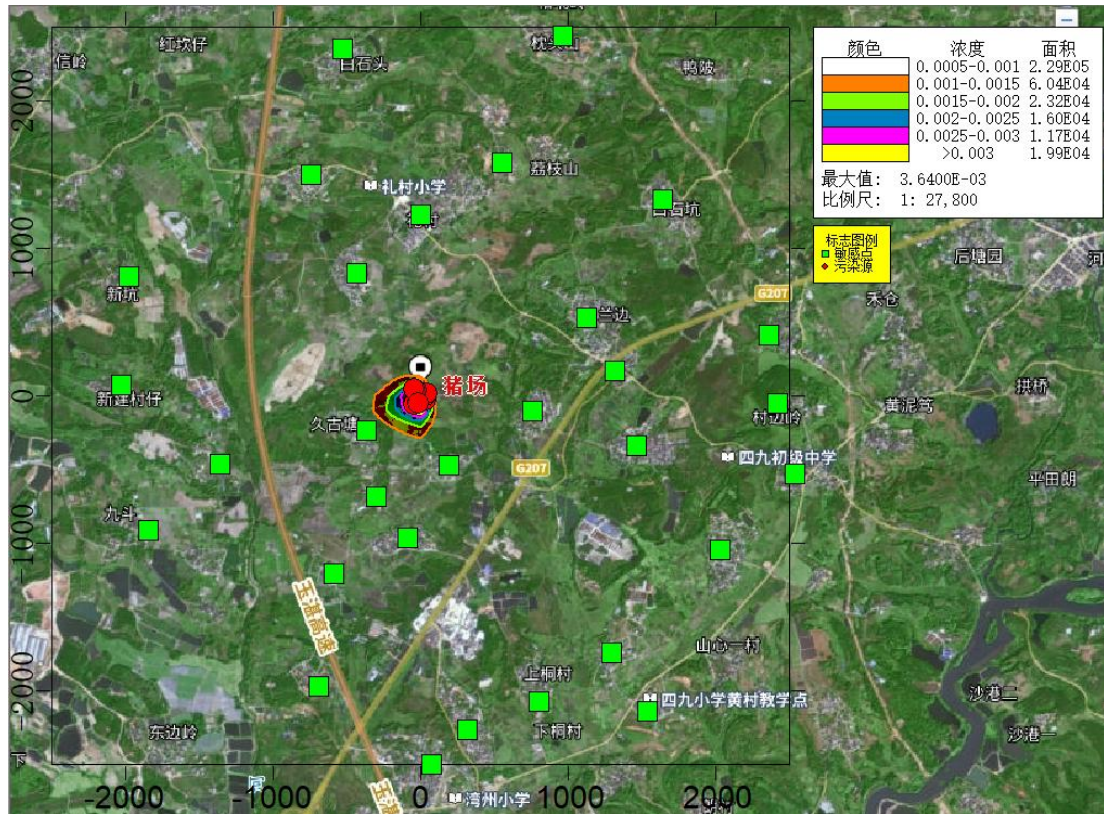 红坎仔
信岭
白石头
枕头山
鸭陂
颜色 浓度 面积
0.0005-0.001 2.29E05
0.001-0.0015 6.04E04
0.0015-0.002 2.32E04
0.002-0.0025 1.60E04
0.0025-0.003 1.17E04
>0.003 1.99E04
最大值: 3.6400E-03
比例尺: 1: 27,800
标志图例
敏感点
污染源
2000
荔枝山
礼村小学
白石坑
1000
后塘园
河
新坑
G207
禾仓
兰边
0
猪场
新建村仔
久古塘
村边岭
黄泥笃
拱桥
G207
四九初级中学
平田朗
九斗
-1000
玉湛高速
山心一村
上桐村
-2000
四九小学黄村教学点
沙港二
东边岭
下桐村
沙港一
下
-2000
-1000
0
1000
2000
玉湛
湾州小学